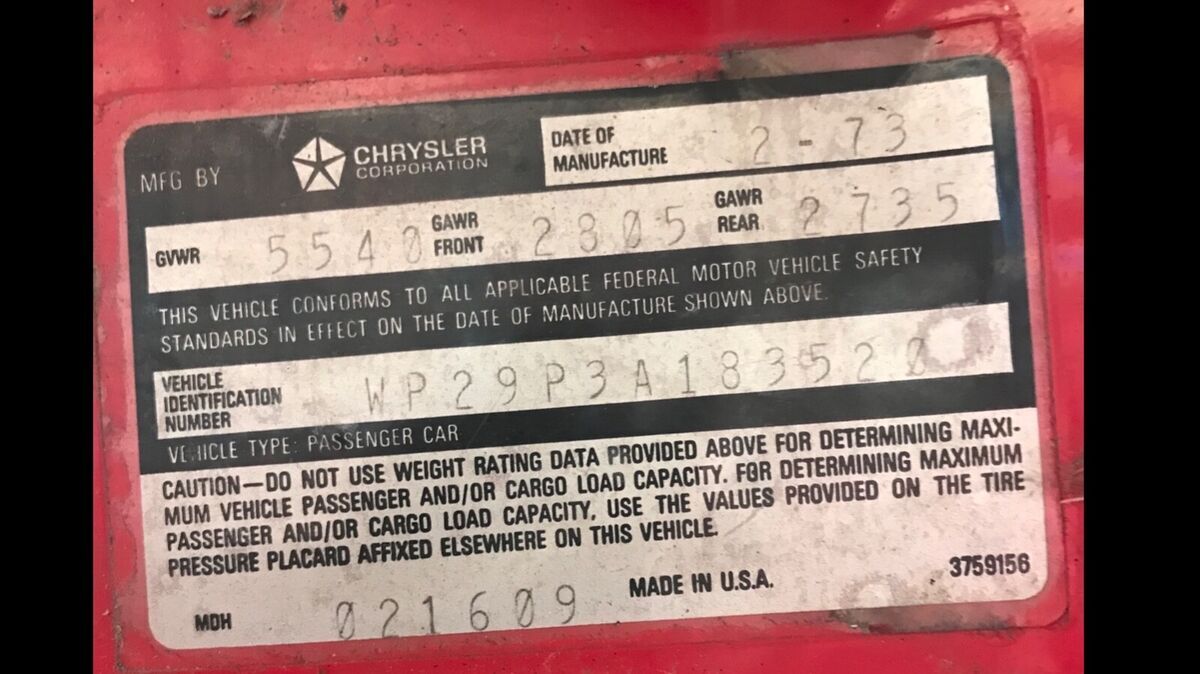 MFG BY CHRYSLER CORPORATION
DATE OF MANUFACTURE 2-73
GVWR 5540 GAWR FRONT 2805 GAWR REAR 2735
THIS VEHICLE CONFORMS TO ALL APPLICABLE FEDERAL MOTOR VEHICLE SAFETY
STANDARDS IN EFFECT ON THE DATE OF MANUFACTURE SHOWN ABOVE.
VEHICLE IDENTIFICATION NUMBER WP29P3A183520
VEHICLE TYPE: PASSENGER CAR
CAUTION—DO NOT USE WEIGHT RATING DATA PROVIDED ABOVE FOR DETERMINING MAXI-
MUM VEHICLE PASSENGER AND/OR CARGO LOAD CAPACITY. FOR DETERMINING MAXIMUM
PASSENGER AND/OR CARGO LOAD CAPACITY, USE THE VALUES PROVIDED ON THE TIRE
PRESSURE PLACARD AFFIXED ELSEWHERE ON THIS VEHICLE.
MDH 021609 MADE IN U.S.A. 3759156